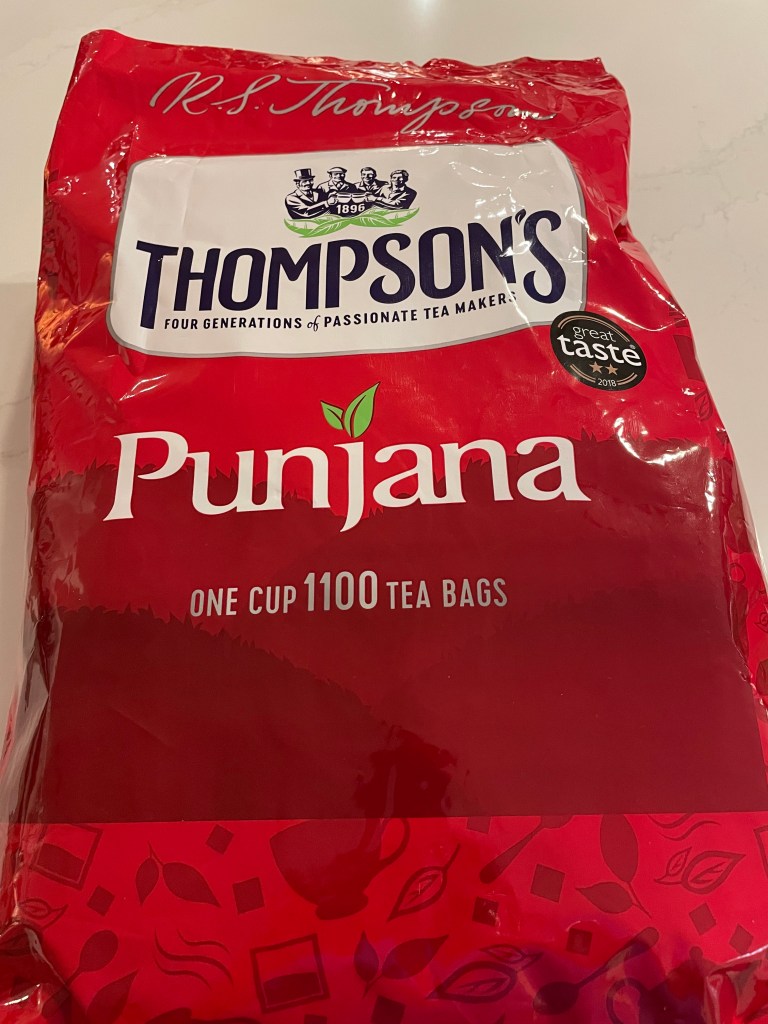 R.S. Thompson
1896
THOMPSON'S
FOUR GENERATIONS of PASSIONATE TEA MAKERS
great
taste®
2018
Punjana
ONE CUP 1100 TEA BAGS